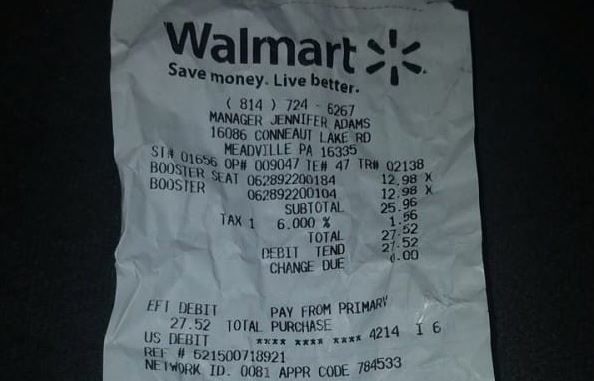 Walmart
Save money. Live better.
( 814 ) 724 - 6267
MANAGER JENNIFER ADAMS
16086 CONNEAUT LAKE RD
MEADVILLE PA 16335
ST# 01656 OP# 009047 TE# 47 TR# 02138
BOOSTER SEAT 062892200184 12.98 X
BOOSTER 062892200104 12.98 X
SUBTOTAL 25.96
TAX 1 6.000 % 1.56
TOTAL 27.52
DEBIT TEND 27.52
CHANGE DUE 0.00
EFT DEBIT PAY FROM PRIMARY
27.52 TOTAL PURCHASE
US DEBIT **** **** **** 4214 I 6
REF # 521500718921
NETWORK ID. 0081 APPR CODE 784533